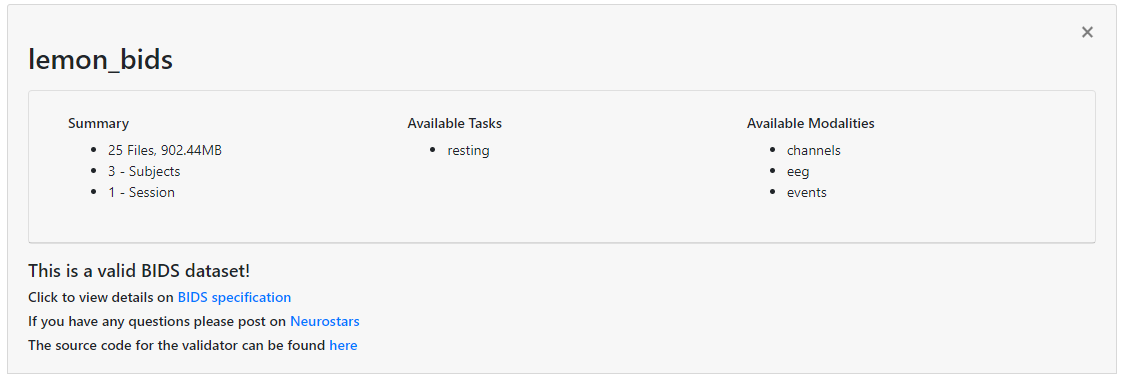 lemon_bids
×
Summary
25 Files, 902.44MB
3 - Subjects
1 - Session
Available Tasks
resting
Available Modalities
channels
eeg
events
This is a valid BIDS dataset!
Click to view details on BIDS specification
If you have any questions please post on Neurostars
The source code for the validator can be found here